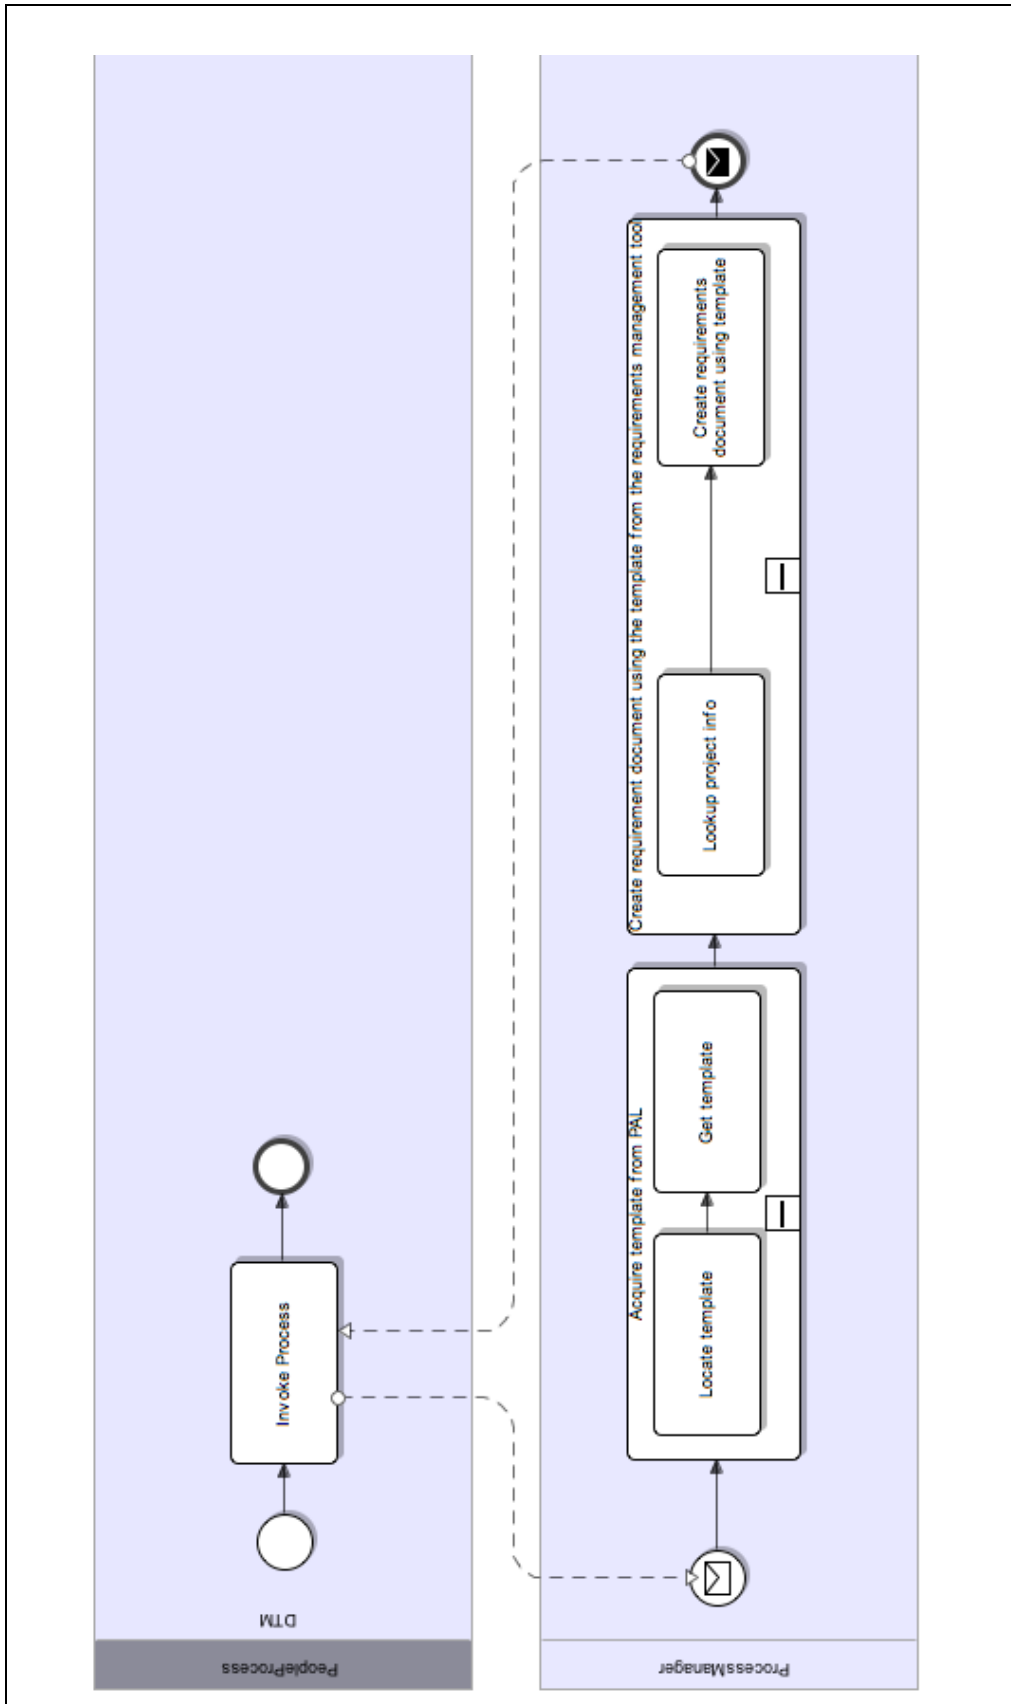 PeopleProcess
DTM
Invoke Process
ProcessManager
Acquire template from PAL
Locate template
Get template
Create requirement document using the template from the requirements management tool
Lookup project info
Create requirements
document using template